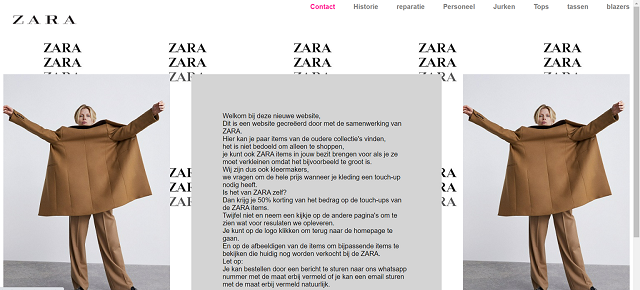 Contact Historie reparatie Personeel Jurken Tops tassen blazers
ZARA
ZARA ZARA ZARA ZARA ZARA
ZARA ZARA ZARA ZARA ZARA
ZARA ZARA ZARA ZARA ZARA
Welkom bij deze nieuwe website,
Dit is een website gecreëerd door met de samenwerking van
ZARA.
Hier kan je paar items van de oudere collectie's vinden,
het is niet bedoeld om alleen te shoppen,
je kunt ook ZARA items in jouw bezit brengen voor als je ze
moet verkleinen omdat het bijvoorbeeld te groot is.
Wij zijn dus ook kleermakers,
we vragen om de hele prijs wanneer je kleding een touch-up
nodig heeft.
Is het van ZARA zelf?
Dan krijg je 50% korting van het bedrag op de touch-ups van
de ZARA items.
Twijfel niet en neem een kijkje op de andere pagina's om te
zien wat voor resulaten we opleveren.
Je kunt op de logo klikken om terug naar de homepage te
gaan.
En op de afbeeldigen van de items om bijpassende items te
bekijken die huidig nog worden verkocht bij de ZARA.
Let op:
Je kan bestellen door een bericht te sturen naar ons whatsapp
nummer met de maat erbij vermeld of je kan een email sturen
met de maat erbij vermeld natuurlijk.
ZARA ZARA
ZARA ZARA
ZARA ZARA